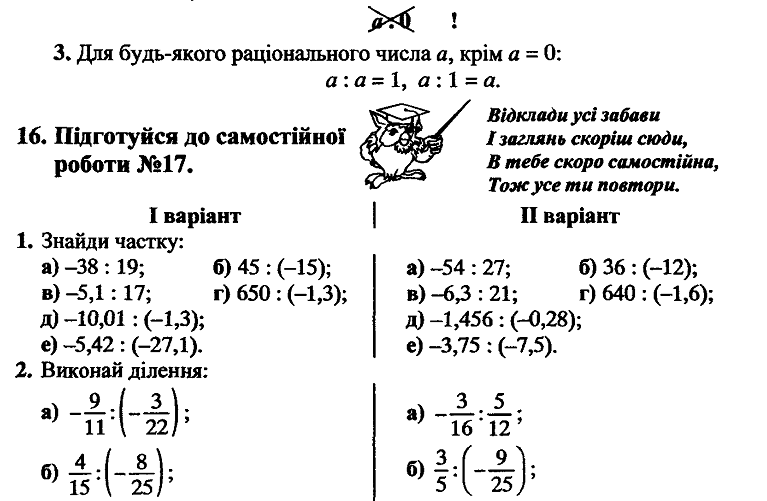 a : 0 !
3. Для будь-якого раціонального числа a, крім a = 0:
a : a = 1, a : 1 = a.
16. Підготуйся до самостійної
роботи №17.
Відклади усі забави
І заглянь скоріш сюди,
В тебе скоро самостійна,
Тож усе ти повтори.
І варіант
1. Знайди частку:
а) –38 : 19; б) 45 : (–15);
в) –5,1 : 17; г) 650 : (–1,3);
д) –10,01 : (–1,3);
е) –5,42 : (–27,1).
2. Виконай ділення:
а) –9/11 : (–3/22);
б) 4/15 : (–8/25);
ІІ варіант
а) –54 : 27; б) 36 : (–12);
в) –6,3 : 21; г) 640 : (–1,6);
д) –1,456 : (–0,28);
е) –3,75 : (–7,5).
а) –3/16 : 5/12;
б) 3/5 : (–9/25);